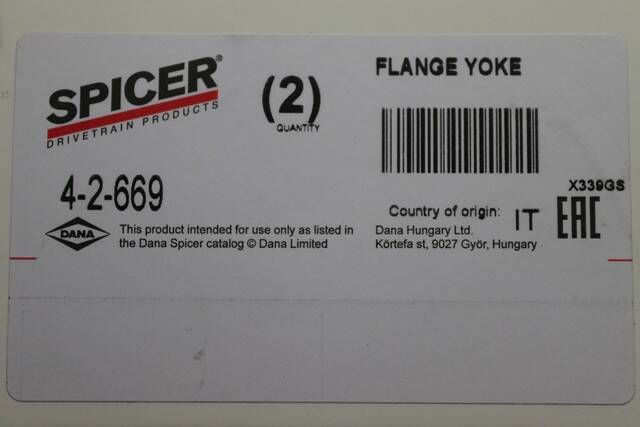 SPICER®
DRIVETRAIN PRODUCTS
(2)
QUANTITY
FLANGE YOKE
4-2-669
X339GS
Country of origin: IT
EAC
DANA
This product intended for use only as listed in
the Dana Spicer catalog © Dana Limited
Dana Hungary Ltd.
Körtefa st, 9027 Györ, Hungary